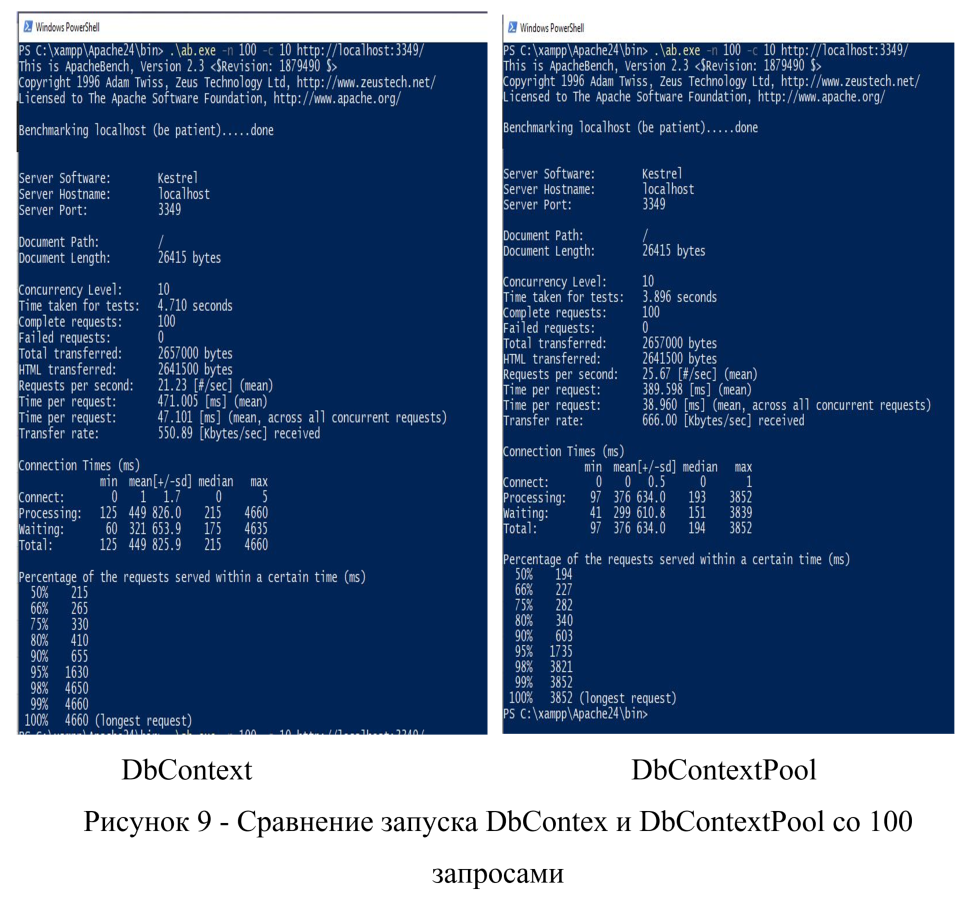 Windows PowerShell
PS C:\xampp\Apache24\bin> .\ab.exe -n 100 -c 10 http://localhost:3349/
This is ApacheBench, Version 2.3 <$Revision: 1879490 $>
Copyright 1996 Adam Twiss, Zeus Technology Ltd, http://www.zeustech.net/
Licensed to The Apache Software Foundation, http://www.apache.org/
Benchmarking localhost (be patient).....done
Server Software: Kestrel
Server Hostname: localhost
Server Port: 3349
Document Path: /
Document Length: 26415 bytes
Concurrency Level: 10
Time taken for tests: 4.710 seconds
Complete requests: 100
Failed requests: 0
Total transferred: 2657000 bytes
HTML transferred: 2641500 bytes
Requests per second: 21.23 [#/sec] (mean)
Time per request: 471.005 [ms] (mean)
Time per request: 47.101 [ms] (mean, across all concurrent requests)
Transfer rate: 550.89 [Kbytes/sec] received
Connection Times (ms)
min mean[+/-sd] median max
Connect: 0 1 1.7 0 5
Processing: 125 449 826.0 215 4660
Waiting: 60 321 653.9 175 4635
Total: 125 449 825.9 215 4660
Percentage of the requests served within a certain time (ms)
50% 215
66% 265
75% 330
80% 410
90% 655
95% 1630
98% 4650
99% 4660
100% 4660 (longest request)
PS C:\xampp\Apache24\bin> .\ab.exe -n 100 -c 10 http://localhost:3349/
Windows PowerShell
PS C:\xampp\Apache24\bin> .\ab.exe -n 100 -c 10 http://localhost:3349/
This is ApacheBench, Version 2.3 <$Revision: 1879490 $>
Copyright 1996 Adam Twiss, Zeus Technology Ltd, http://www.zeustech.net/
Licensed to The Apache Software Foundation, http://www.apache.org/
Benchmarking localhost (be patient).....done
Server Software: Kestrel
Server Hostname: localhost
Server Port: 3349
Document Path: /
Document Length: 26415 bytes
Concurrency Level: 10
Time taken for tests: 3.896 seconds
Complete requests: 100
Failed requests: 0
Total transferred: 2657000 bytes
HTML transferred: 2641500 bytes
Requests per second: 25.67 [#/sec] (mean)
Time per request: 389.598 [ms] (mean)
Time per request: 38.960 [ms] (mean, across all concurrent requests)
Transfer rate: 666.00 [Kbytes/sec] received
Connection Times (ms)
min mean[+/-sd] median max
Connect: 0 0 0.5 0 1
Processing: 97 376 634.0 193 3852
Waiting: 41 299 610.8 151 3839
Total: 97 376 634.0 194 3852
Percentage of the requests served within a certain time (ms)
50% 194
66% 227
75% 282
80% 340
90% 603
95% 1735
98% 3821
99% 3852
100% 3852 (longest request)
PS C:\xampp\Apache24\bin>
DbContext
DbContextPool
Рисунок 9 - Сравнение запуска DbContex и DbContextPool со 100
запросами